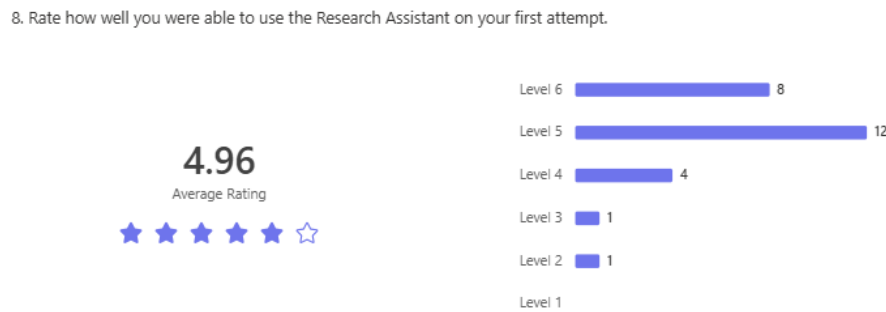 8. Rate how well you were able to use the Research Assistant on your first attempt.
4.96
Average Rating
Level 6 8
Level 5 12
Level 4 4
Level 3 1
Level 2 1
Level 1